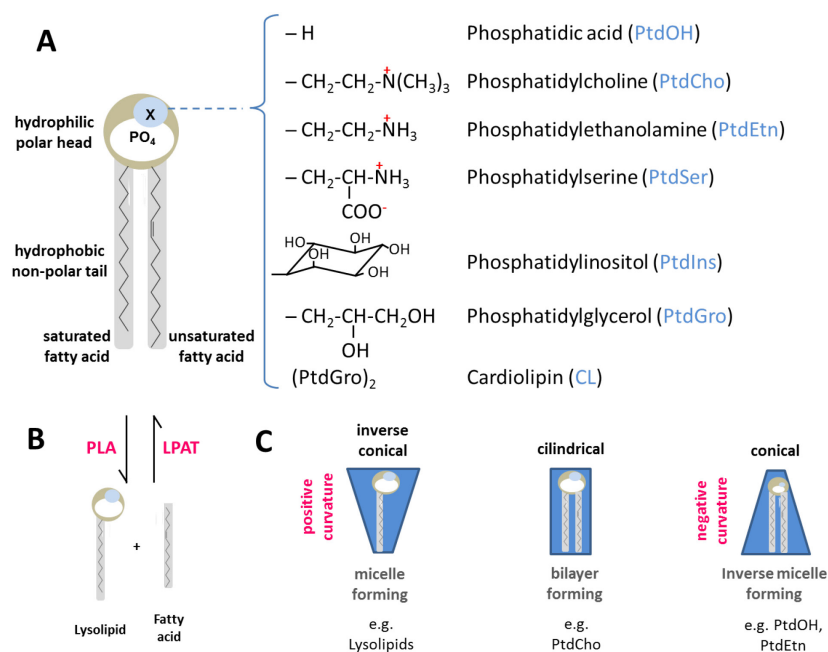 A
hydrophilic
polar head
X
PO4
hydrophobic
non-polar tail
saturated
fatty acid
unsaturated
fatty acid
– H
Phosphatidic acid (PtdOH)
– CH2-CH2-N+(CH3)3
Phosphatidylcholine (PtdCho)
– CH2-CH2-N+H3
Phosphatidylethanolamine (PtdEtn)
– CH2-CH-N+H3
COO-
Phosphatidylserine (PtdSer)
HO
OH
OH
HO
OH
OH
Phosphatidylinositol (PtdIns)
– CH2-CH-CH2OH
OH
Phosphatidylglycerol (PtdGro)
(PtdGro)2
Cardiolipin (CL)
B
PLA
LPAT
+
Lysolipid
Fatty
acid
C
positive
curvature
inverse
conical
micelle
forming
e.g.
Lysolipids
cilindrical
bilayer
forming
e.g.
PtdCho
negative
curvature
conical
Inverse micelle
forming
e.g. PtdOH,
PtdEtn